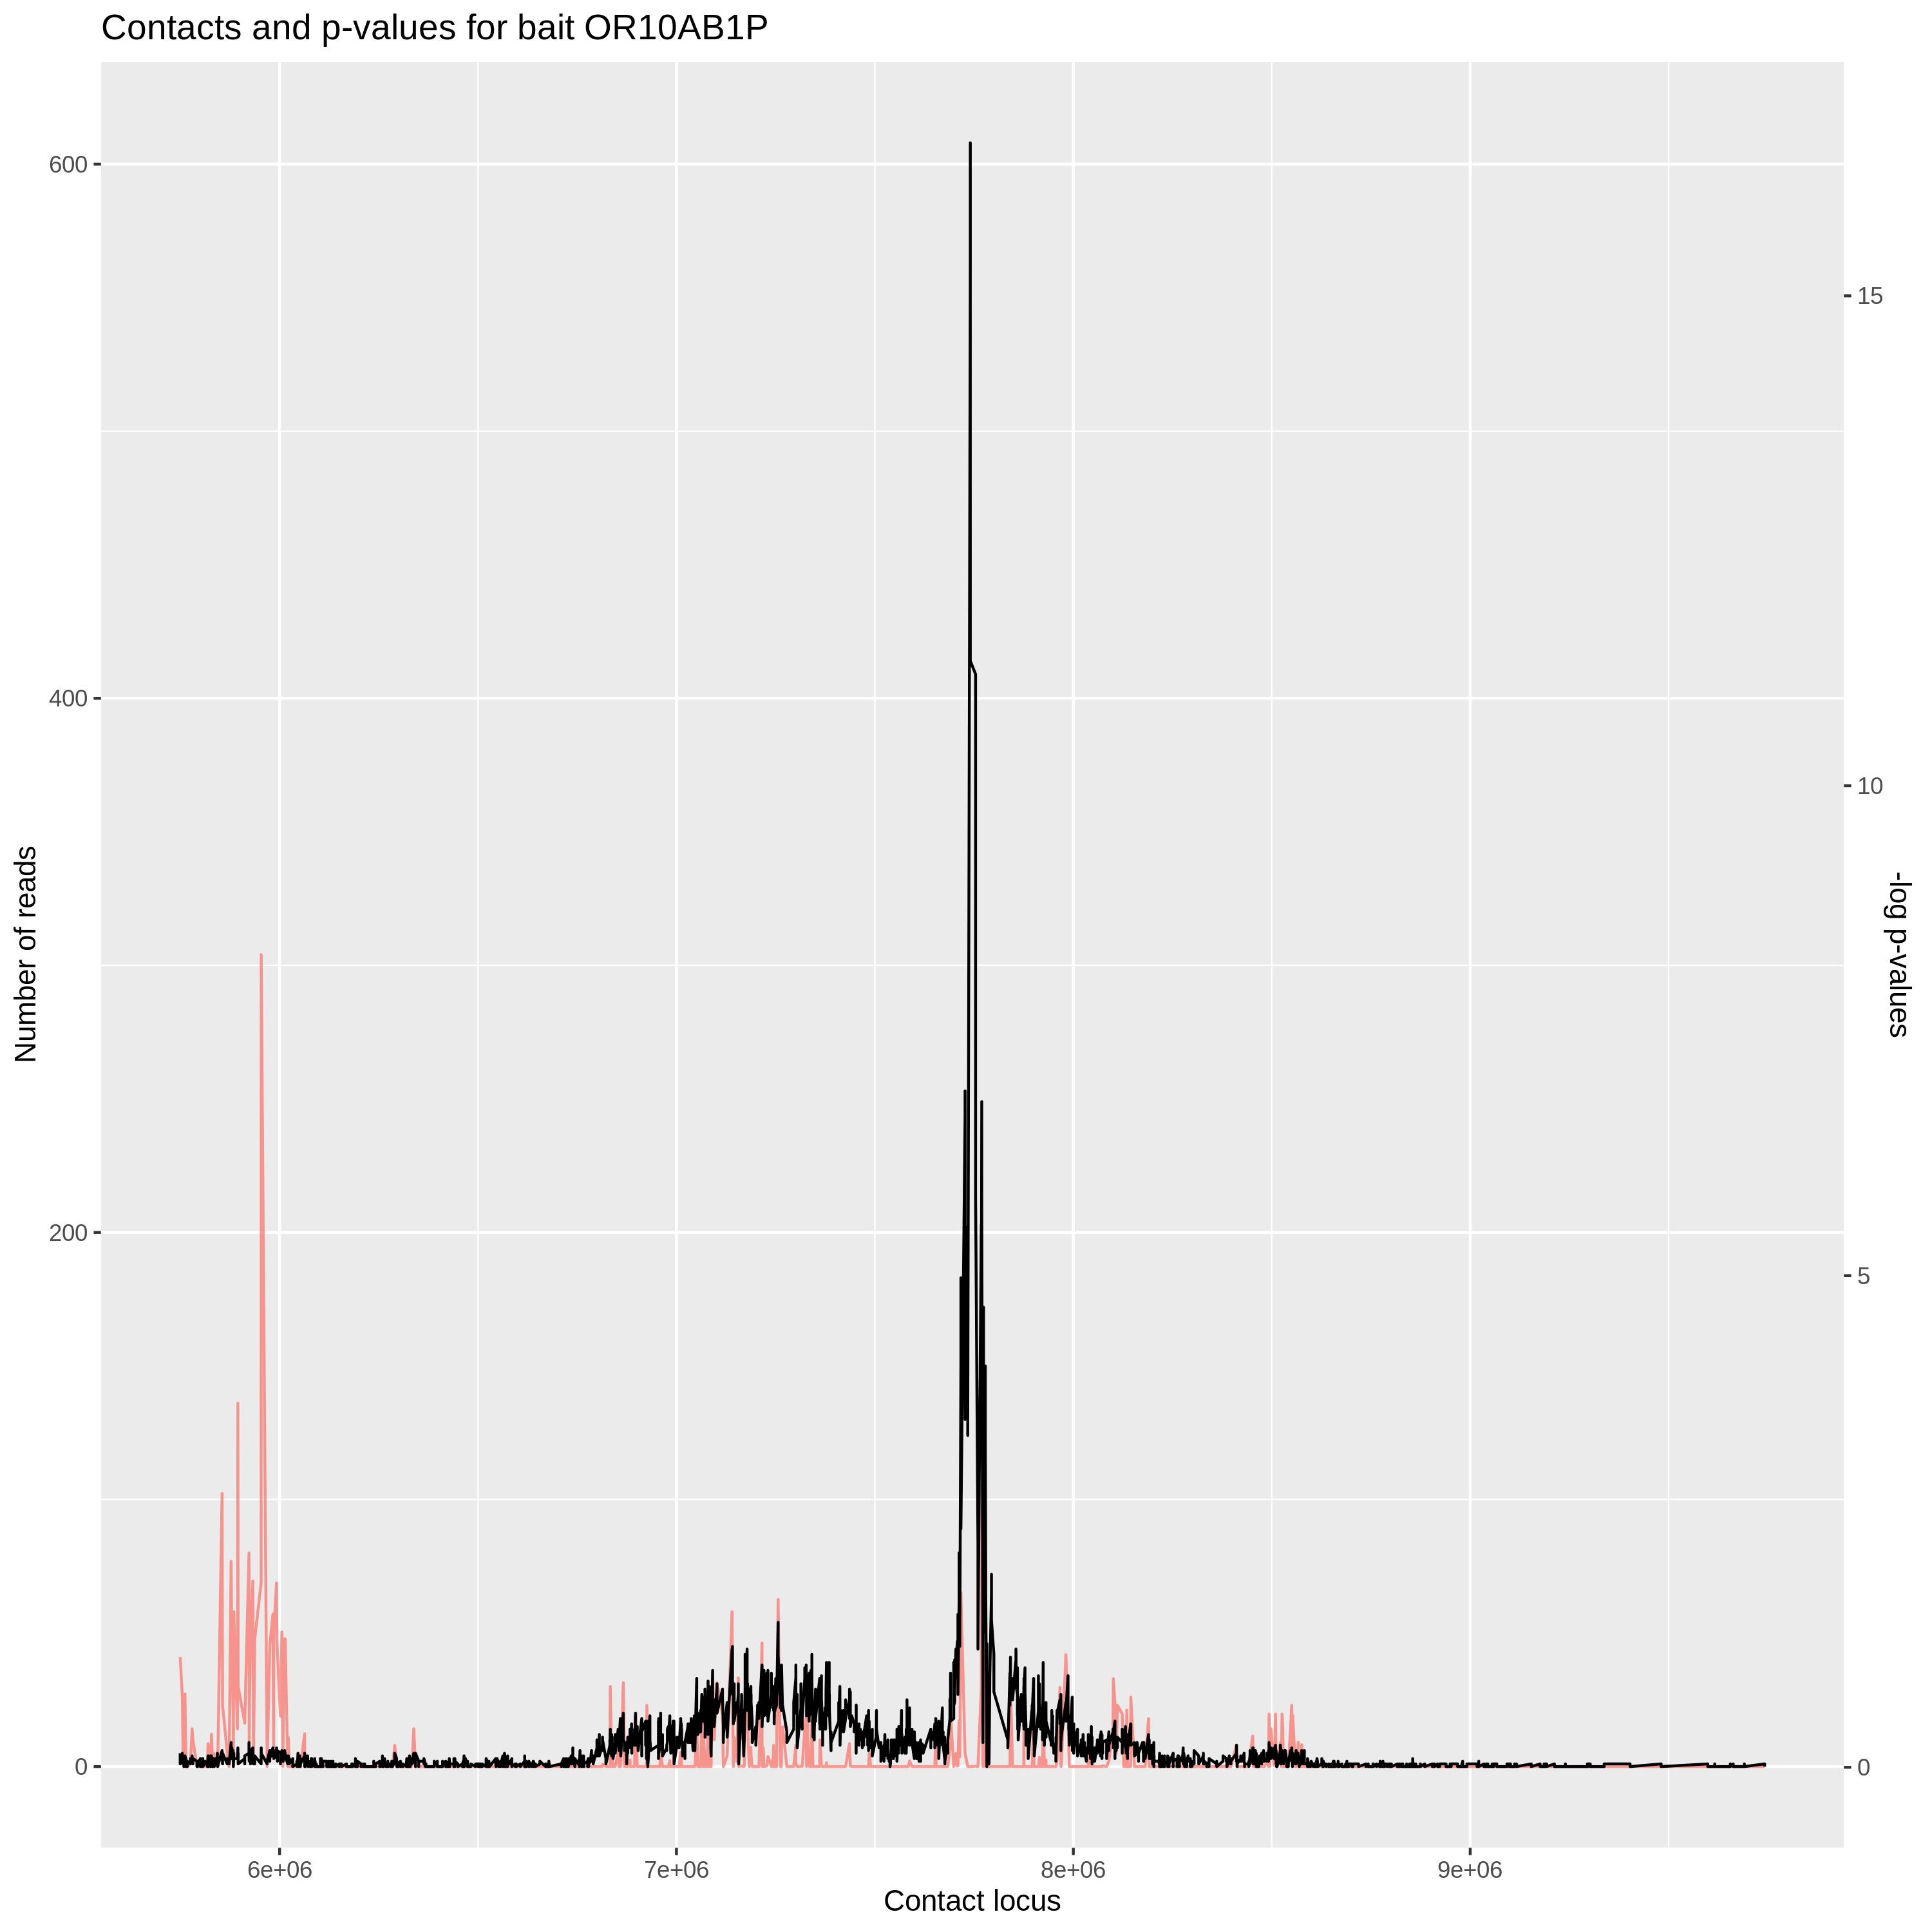 Contacts and p-values for bait OR10AB1P
600
400
200
0
Number of reads
15
10
5
0
-log p-values
6e+06
7e+06
8e+06
9e+06
Contact locus